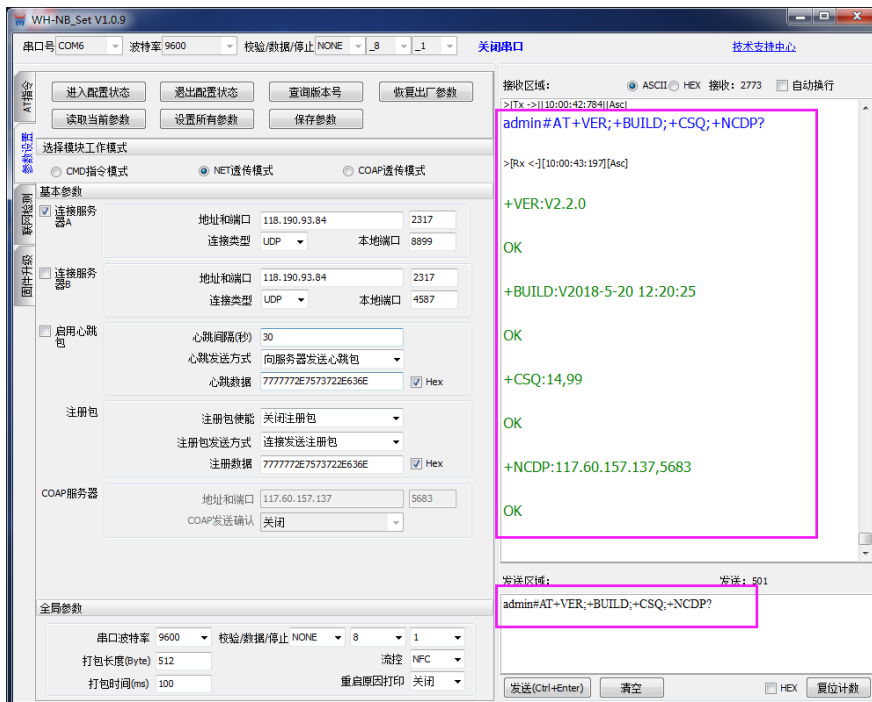 WH-NB_Set V1.0.9
串口号 COM6 波特率 9600 校验/数据/停止 NONE _8 _1 关闭串口 技术支持中心
AT指令
参数设置
联网检测
固件升级
进入配置状态 退出配置状态 查询版本号 恢复出厂参数
读取当前参数 设置所有参数 保存参数
选择模块工作模式
CMD指令模式 NET透传模式 COAP透传模式
基本参数
连接服务器A 地址和端口 118.190.93.84 2317
连接类型 UDP 本地端口 8899
连接服务器B 地址和端口 118.190.93.84 2317
连接类型 UDP 本地端口 4587
启用心跳包 心跳间隔(秒) 30
心跳发送方式 向服务器发送心跳包
心跳数据 7777772E7573722E636E Hex
注册包 注册包使能 关闭注册包
注册包发送方式 连接发送注册包
注册数据 7777772E7573722E636E Hex
COAP服务器 地址和端口 117.60.157.137 5683
COAP发送确认 关闭
全局参数
串口波特率 9600 校验/数据/停止 NONE 8 1
打包长度(Byte) 512 流控 NFC
打包时间(ms) 100 重启原因打印 关闭
接收区域: ASCII HEX 接收: 2773 自动换行
>[Tx ->][10:00:42:784][Asc]
admin#AT+VER;+BUILD;+CSQ;+NCDP?
>[Rx <-][10:00:43:197][Asc]
+VER:V2.2.0
OK
+BUILD:V2018-5-20 12:20:25
OK
+CSQ:14,99
OK
+NCDP:117.60.157.137,5683
OK
发送区域: 发送: 501
admin#AT+VER;+BUILD;+CSQ;+NCDP?
发送(Ctrl+Enter) 清空 HEX 复位计数